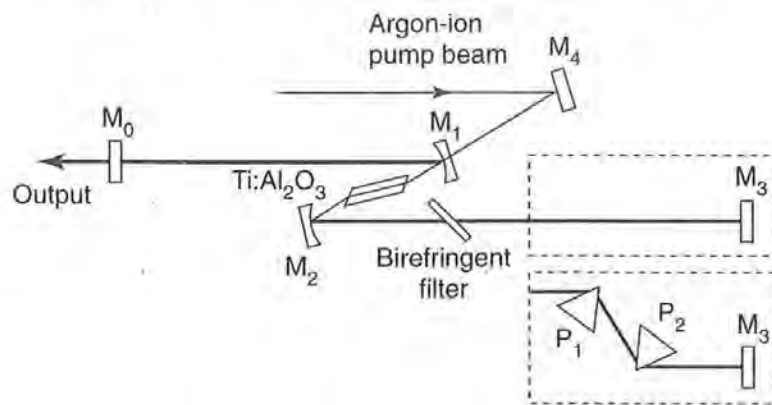 Argon-ion
pump beam
M₄
M₀
M₁
Output
Ti:Al₂O₃
M₃
M₂
Birefringent
filter
P₁
P₂
M₃